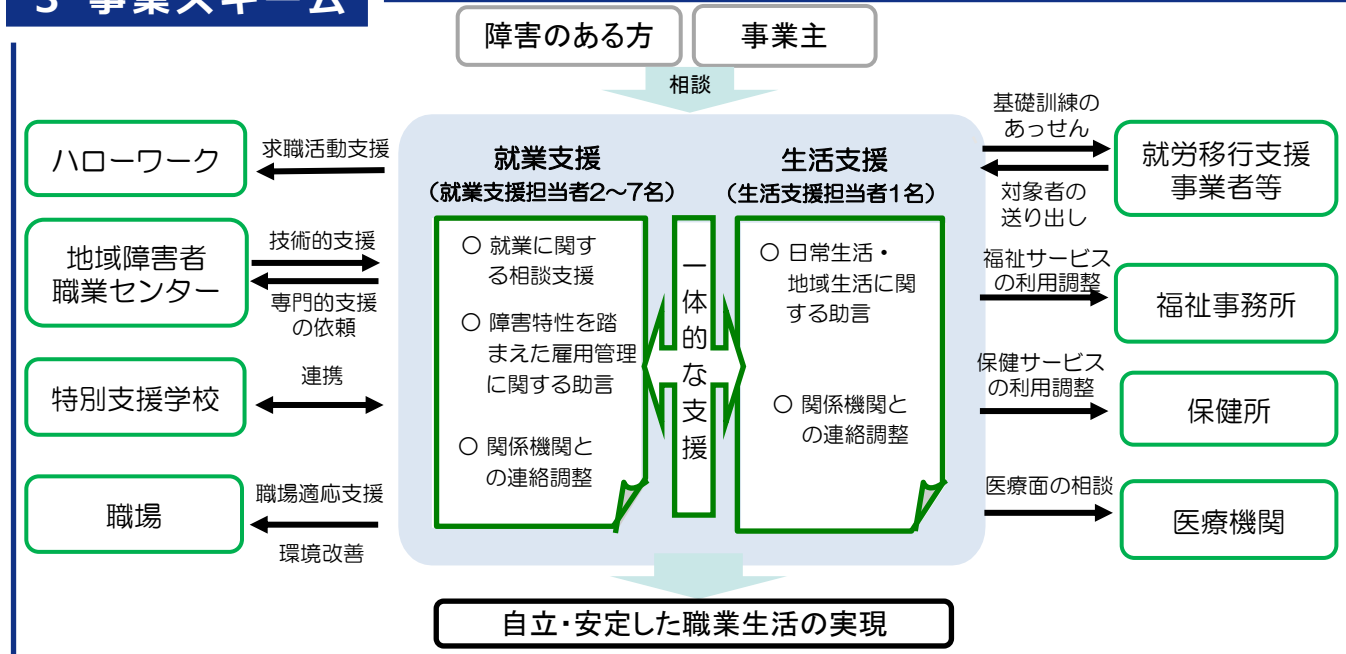 3 事業スキーム
障害のある方
事業主
相談
ハローワーク
求職活動支援
地域障害者
職業センター
技術的支援
専門的支援
の依頼
特別支援学校
連携
職場
職場適応支援
環境改善
就業支援
(就業支援担当者2~7名)
○ 就業に関す
る相談支援
○ 障害特性を踏
まえた雇用管理
に関する助言
○ 関係機関と
の連絡調整
一体的な支援
生活支援
(生活支援担当者1名)
○ 日常生活・
地域生活に関
する助言
○ 関係機関と
の連絡調整
基礎訓練の
あっせん
対象者の
送り出し
就労移行支援
事業者等
福祉サービス
の利用調整
福祉事務所
保健サービス
の利用調整
保健所
医療面の相談
医療機関
自立・安定した職業生活の実現